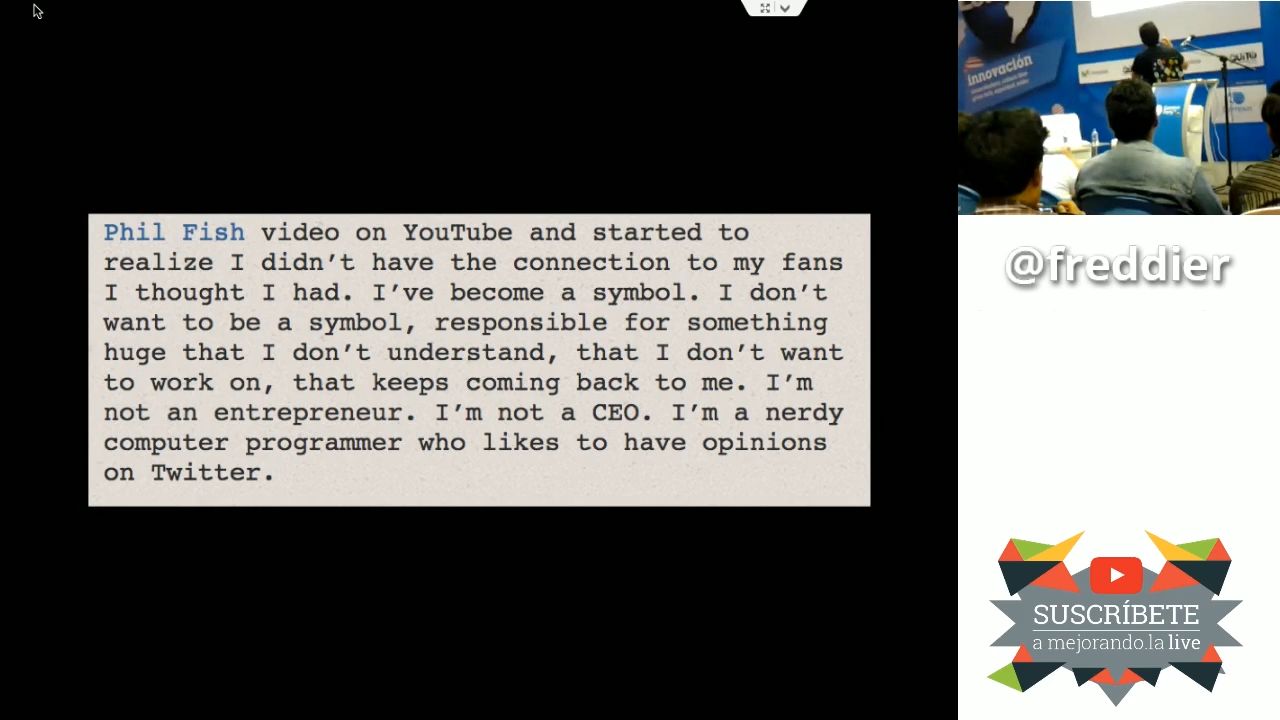 Phil Fish video on YouTube and started to
realize I didn’t have the connection to my fans
I thought I had. I’ve become a symbol. I don’t
want to be a symbol, responsible for something
huge that I don’t understand, that I don’t want
to work on, that keeps coming back to me. I’m
not an entrepreneur. I’m not a CEO. I’m a nerdy
computer programmer who likes to have opinions
on Twitter.
innovación
@freddier
SUSCRÍBETE
a mejorando.la live